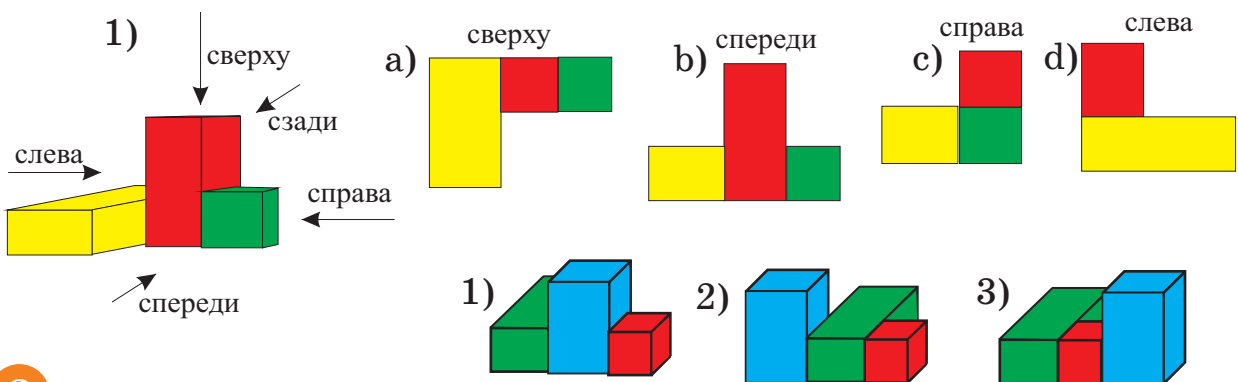 1)
сверху
сзади
слева
справа
спереди
a)
сверху
b)
спереди
c)
справа
d)
слева
1)
2)
3)